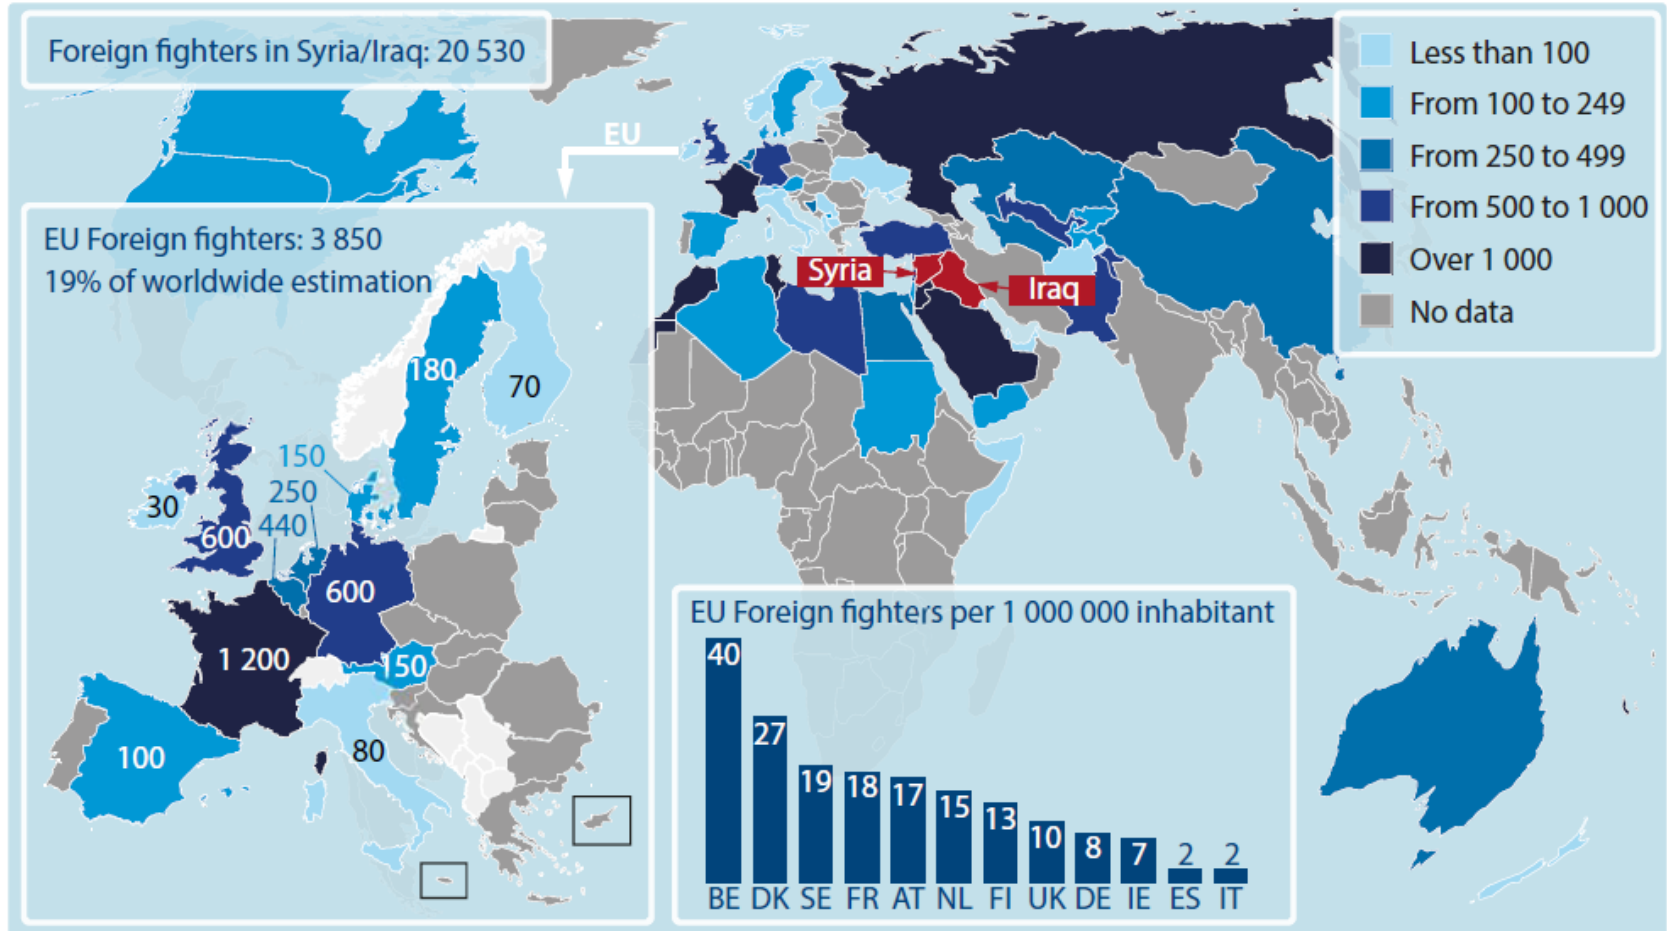 Foreign fighters in Syria/Iraq: 20 530
Less than 100
From 100 to 249
From 250 to 499
From 500 to 1 000
Over 1 000
No data
EU
Syria
Iraq
EU Foreign fighters: 3 850
19% of worldwide estimation
180
70
150
250
440
30
600
600
1 200
150
100
80
EU Foreign fighters per 1 000 000 inhabitant
40 27 19 18 17 15 13 10 8 7 2 2
BE DK SE FR AT NL FI UK DE IE ES IT